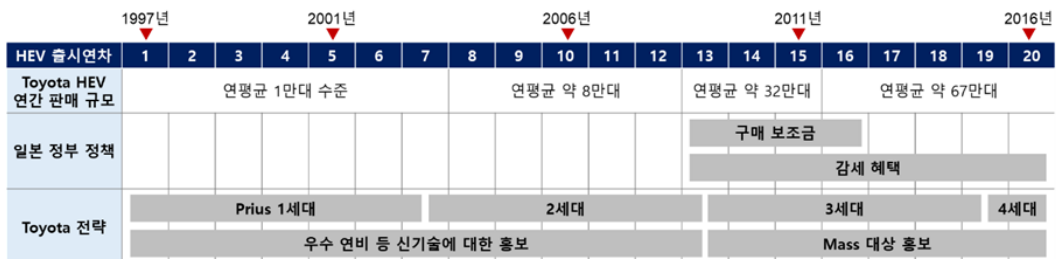 1997년 2001년 2006년 2011년 2016년
HEV 출시연차 1 2 3 4 5 6 7 8 9 10 11 12 13 14 15 16 17 18 19 20
Toyota HEV
연간 판매 규모
연평균 1만대 수준 연평균 약 8만대 연평균 약 32만대 연평균 약 67만대
일본 정부 정책
구매 보조금
감세 혜택
Toyota 전략
Prius 1세대 2세대 3세대 4세대
우수 연비 등 신기술에 대한 홍보 Mass 대상 홍보